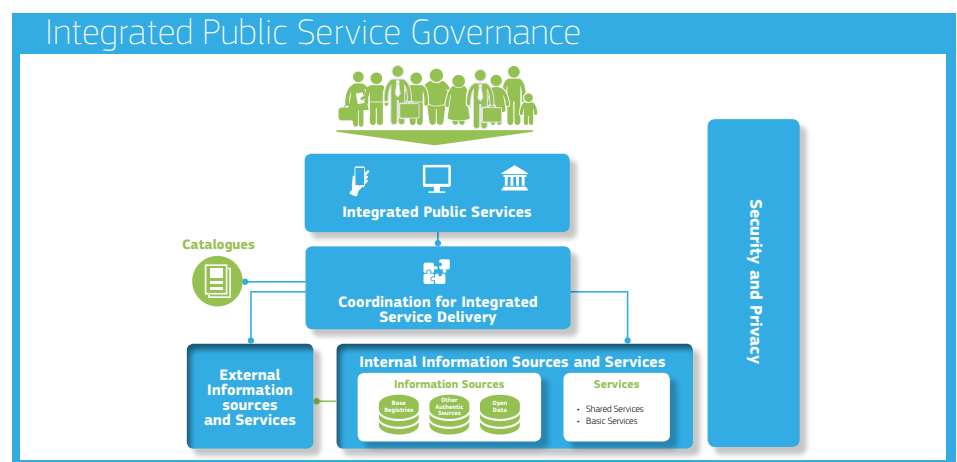 Integrated Public Service Governance
Integrated Public Services
Catalogues
Coordination for Integrated
Service Delivery
Security and Privacy
External
Information
sources
and Services
Internal Information Sources and Services
Information Sources
Base
Registries
Other
Authentic
Sources
Open
Data
Services
• Shared Services
• Basic Services